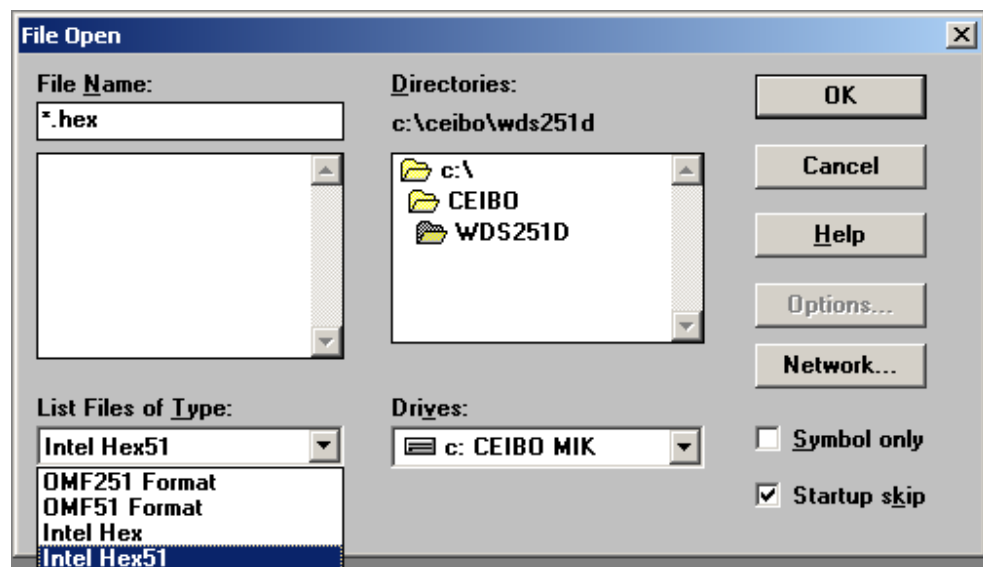 File Open
File Name:
*.hex
Directories:
c:\ceibo\wds251d
c:\
CEIBO
WDS251D
OK
Cancel
Help
Options...
Network...
List Files of Type:
Intel Hex51
OMF251 Format
OMF51 Format
Intel Hex
Intel Hex51
Drives:
c: CEIBO MIK
Symbol only
Startup skip